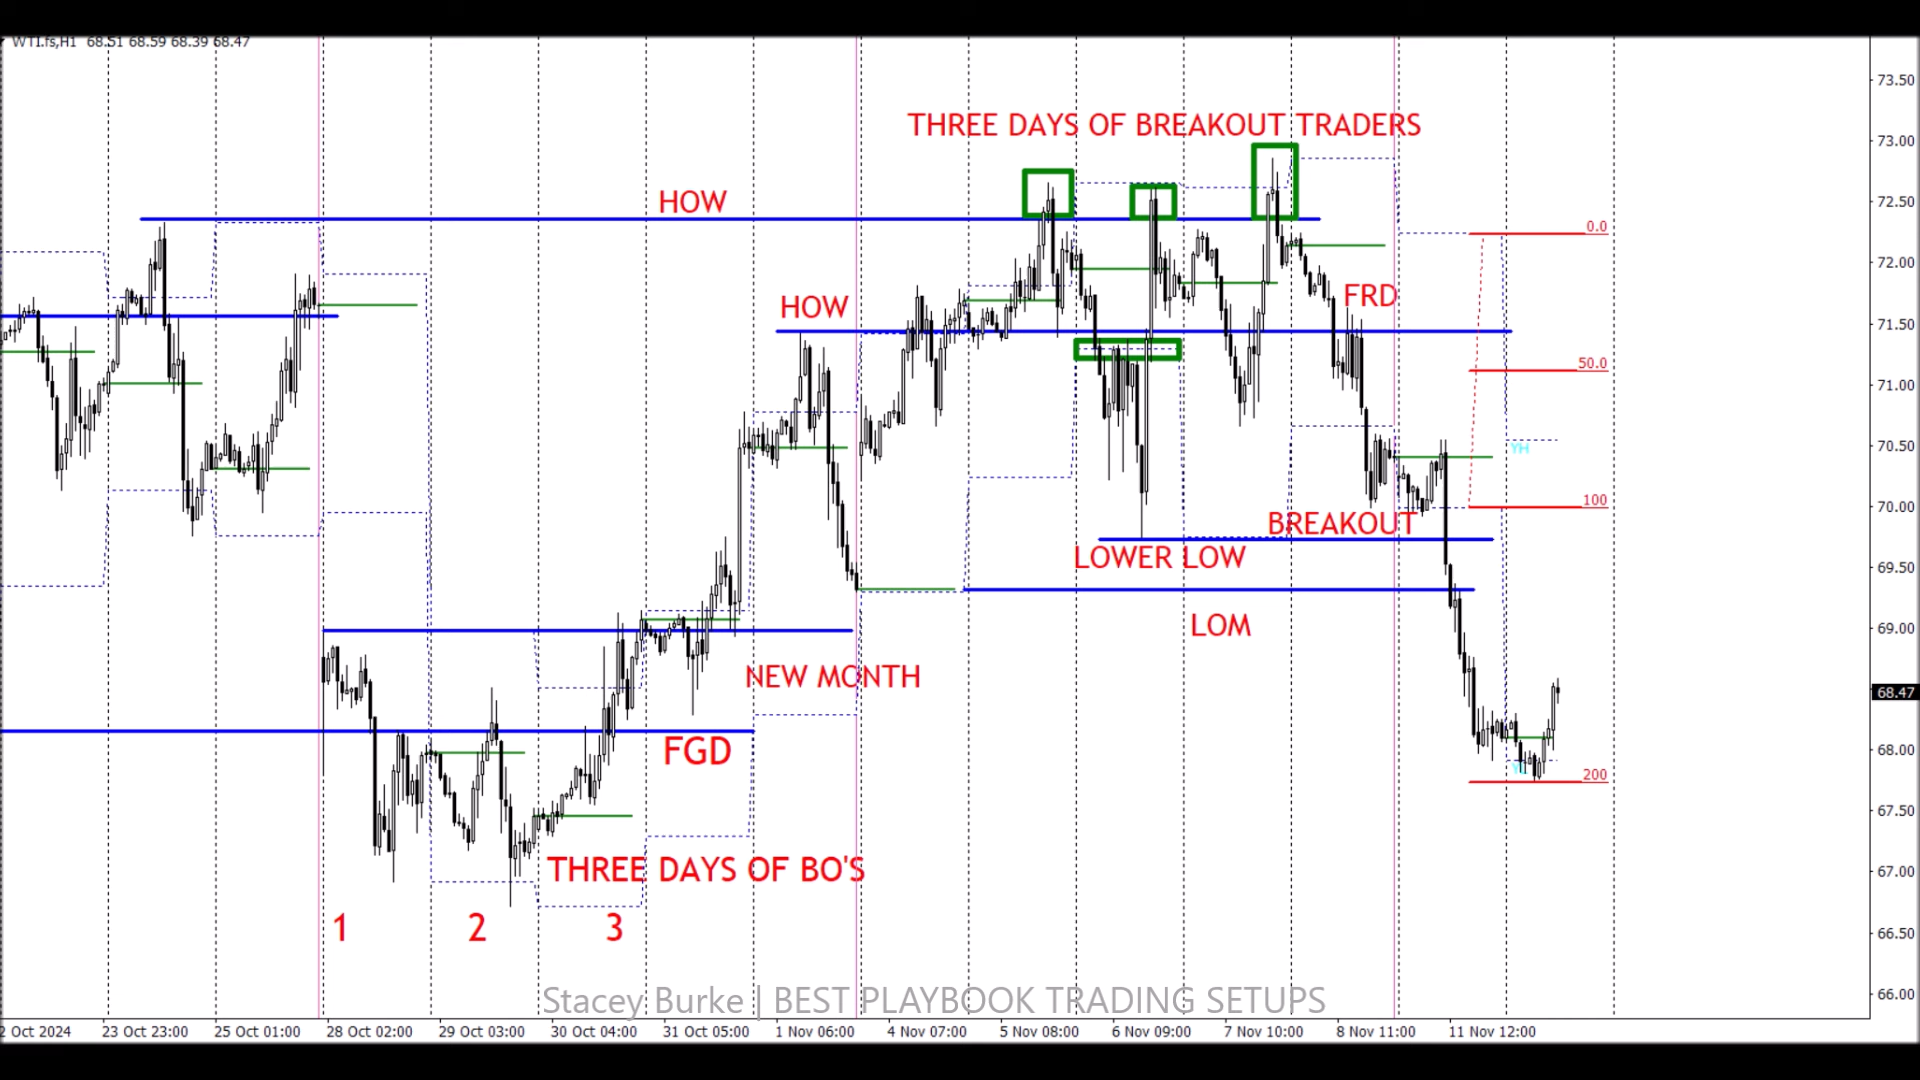 WTI.fs,H1 68.51 68.59 68.39 68.47
73.50
THREE DAYS OF BREAKOUT TRADERS
73.00
HOW
72.50
0.0
72.00
HOW
FRD
71.50
50.0
71.00
70.50
YH
100
70.00
BREAKOUT
LOWER LOW
69.50
LOM
69.00
NEW MONTH
68.47
FGD
68.00
200
67.50
THREE DAYS OF BO'S
67.00
1 2 3
66.50
Stacey Burke | BEST PLAYBOOK TRADING SETUPS
66.00
2 Oct 2024 23 Oct 23:00 25 Oct 01:00 28 Oct 02:00 29 Oct 03:00 30 Oct 04:00 31 Oct 05:00 1 Nov 06:00 4 Nov 07:00 5 Nov 08:00 6 Nov 09:00 7 Nov 10:00 8 Nov 11:00 11 Nov 12:00